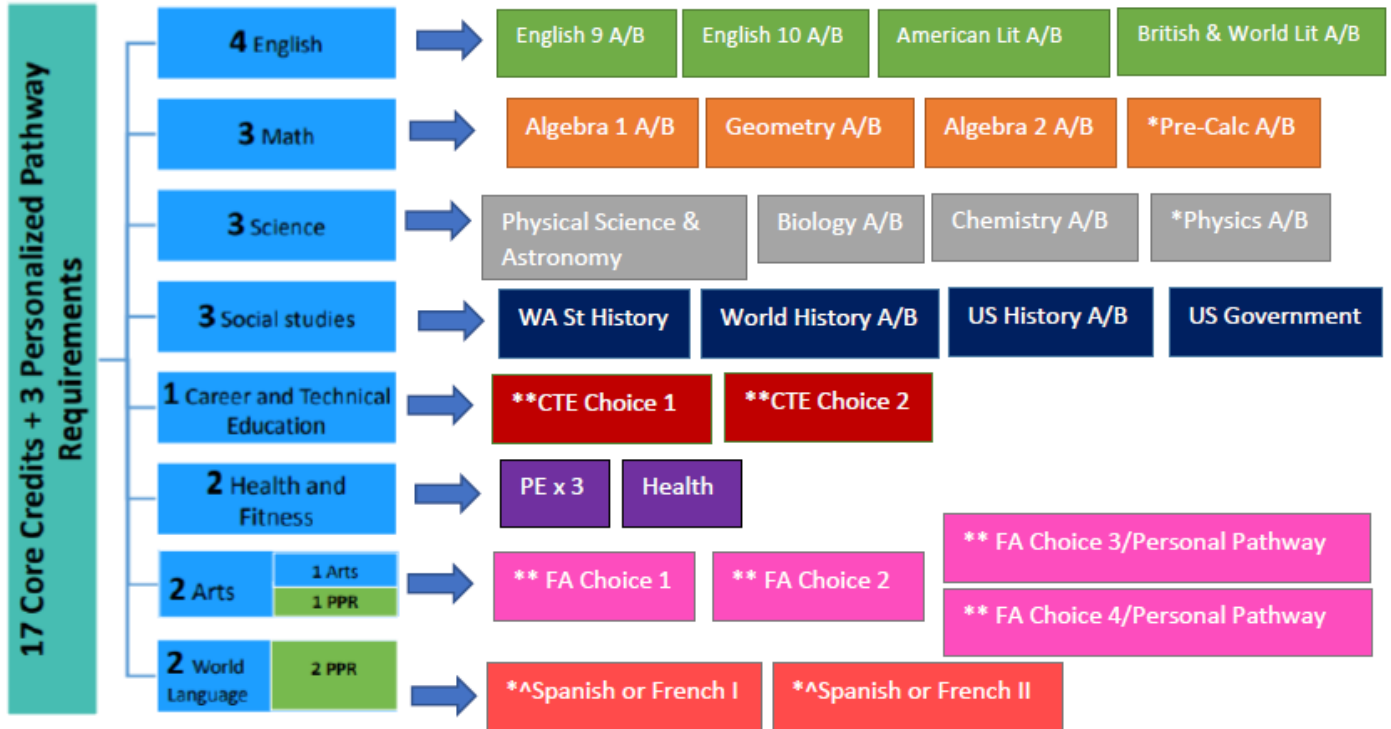 17 Core Credits + 3 Personalized Pathway
Requirements
4 English
English 9 A/B
English 10 A/B
American Lit A/B
British & World Lit A/B
3 Math
Algebra 1 A/B
Geometry A/B
Algebra 2 A/B
*Pre-Calc A/B
3 Science
Physical Science &
Astronomy
Biology A/B
Chemistry A/B
*Physics A/B
3 Social studies
WA St History
World History A/B
US History A/B
US Government
1 Career and Technical
Education
**CTE Choice 1
**CTE Choice 2
2 Health and
Fitness
PE x 3
Health
2 Arts
1 Arts
1 PPR
** FA Choice 1
** FA Choice 2
** FA Choice 3/Personal Pathway
** FA Choice 4/Personal Pathway
2 World
Language
2 PPR
*^Spanish or French I
*^Spanish or French II